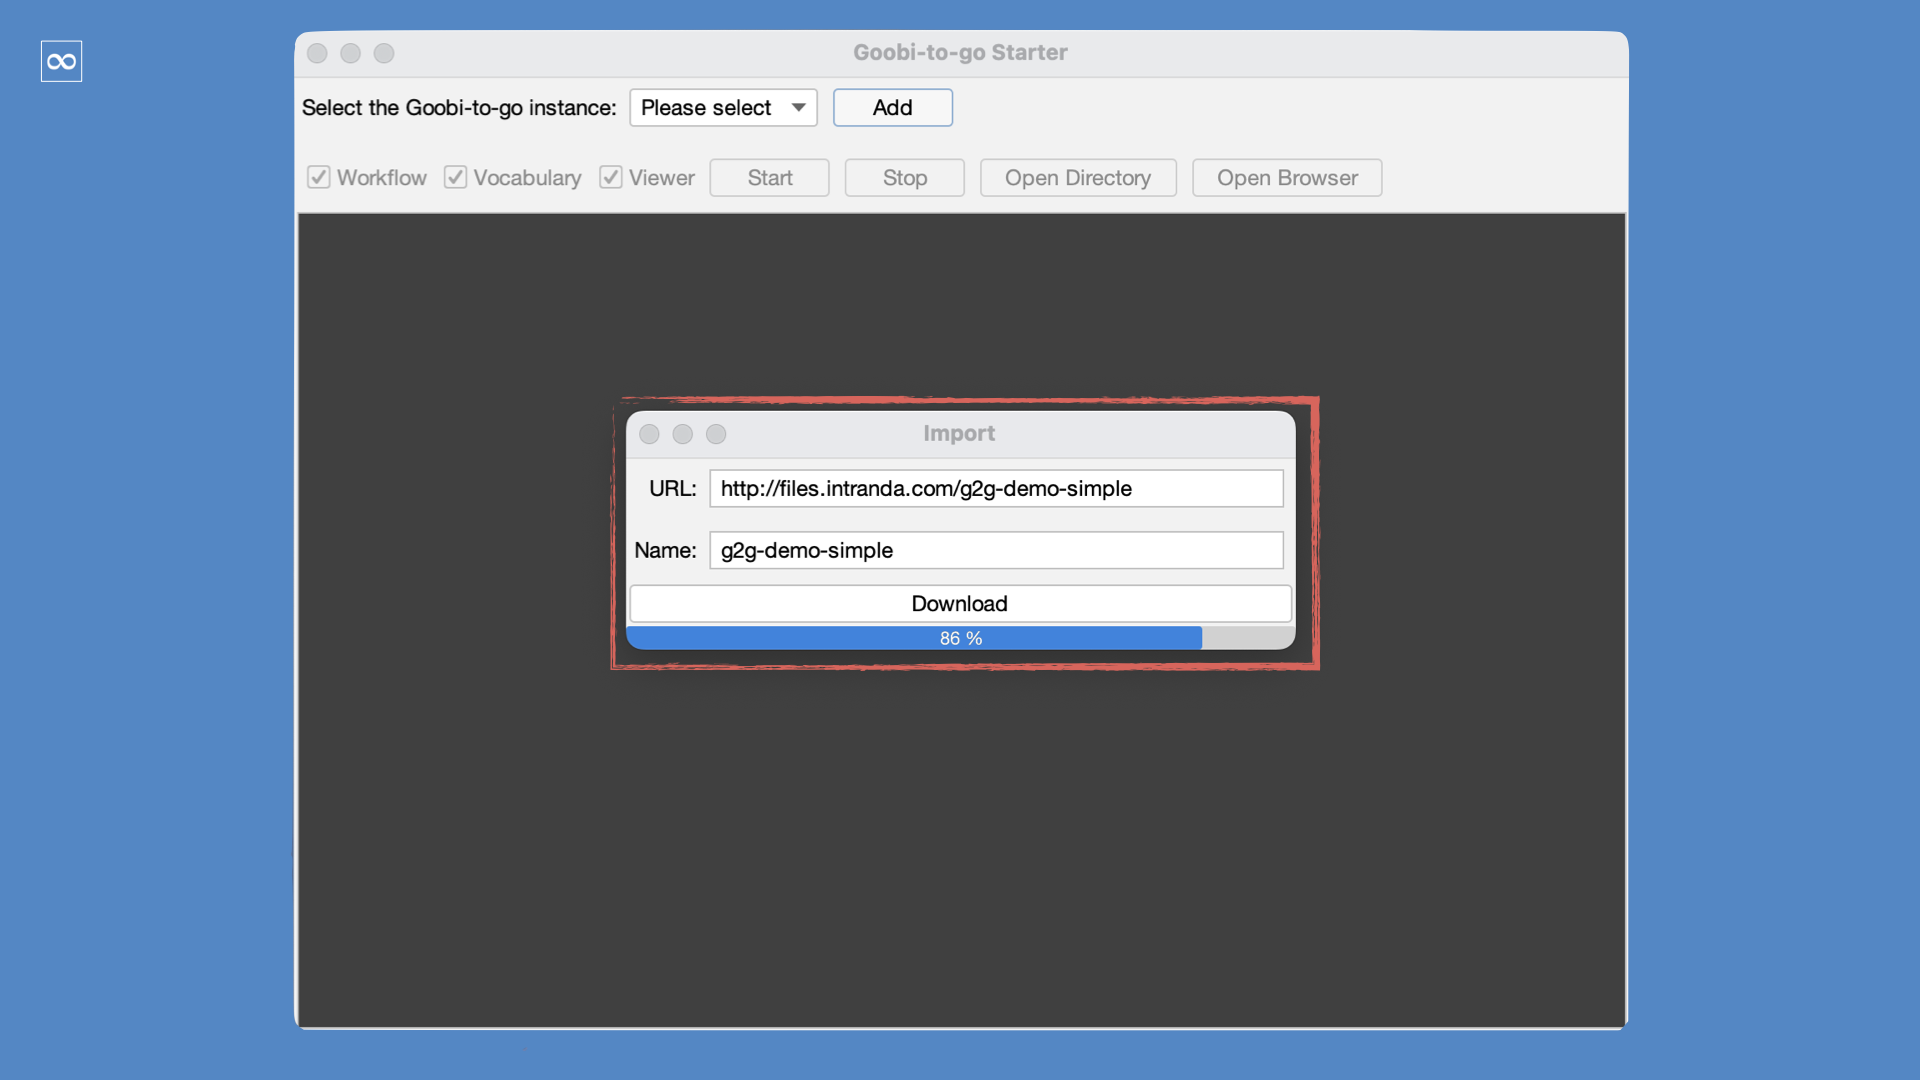 Goobi-to-go Starter
Select the Goobi-to-go instance: Please select Add
Workflow Vocabulary Viewer Start Stop Open Directory Open Browser
Import
URL: http://files.intranda.com/g2g-demo-simple
Name: g2g-demo-simple
Download
86 %